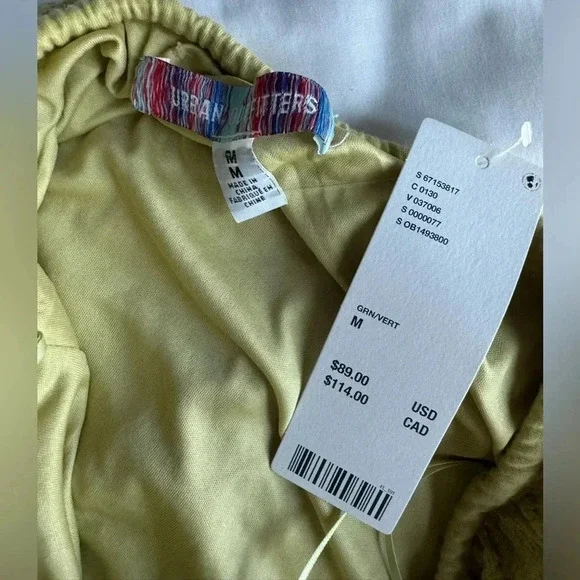 URBAN OUTFITTERS
M
M
MADE IN
CHINA
FABRIQUE EN
CHINE
S 67153817
C 0130
V 037006
S 0000077
S OB1493800
GRN/VERT
M
$89.00 USD
$114.00 CAD